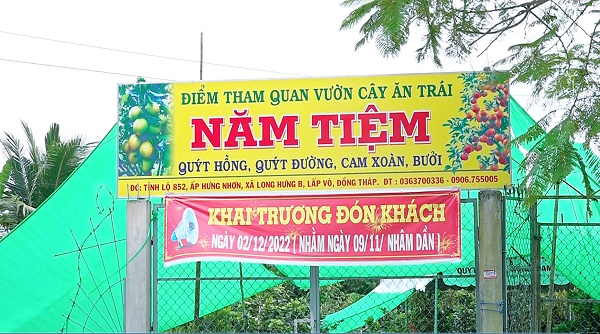 ĐIỂM THAM QUAN VƯỜN CÂY ĂN TRÁI
NĂM TIỆM
QUÝT HỒNG, QUÝT ĐƯỜNG, CAM XOÀN, BƯỞI
ĐC: TỈNH LỘ 852, ẤP HƯNG NHƠN, XÃ LONG HƯNG B, LẤP VÒ, ĐỒNG THÁP. ĐT : 0363700336 - 0906.755005
KHAI TRƯƠNG ĐÓN KHÁCH
NGÀY 02/12/2022 ( NHẰM NGÀY 09/11/ NHÂM DẦN )